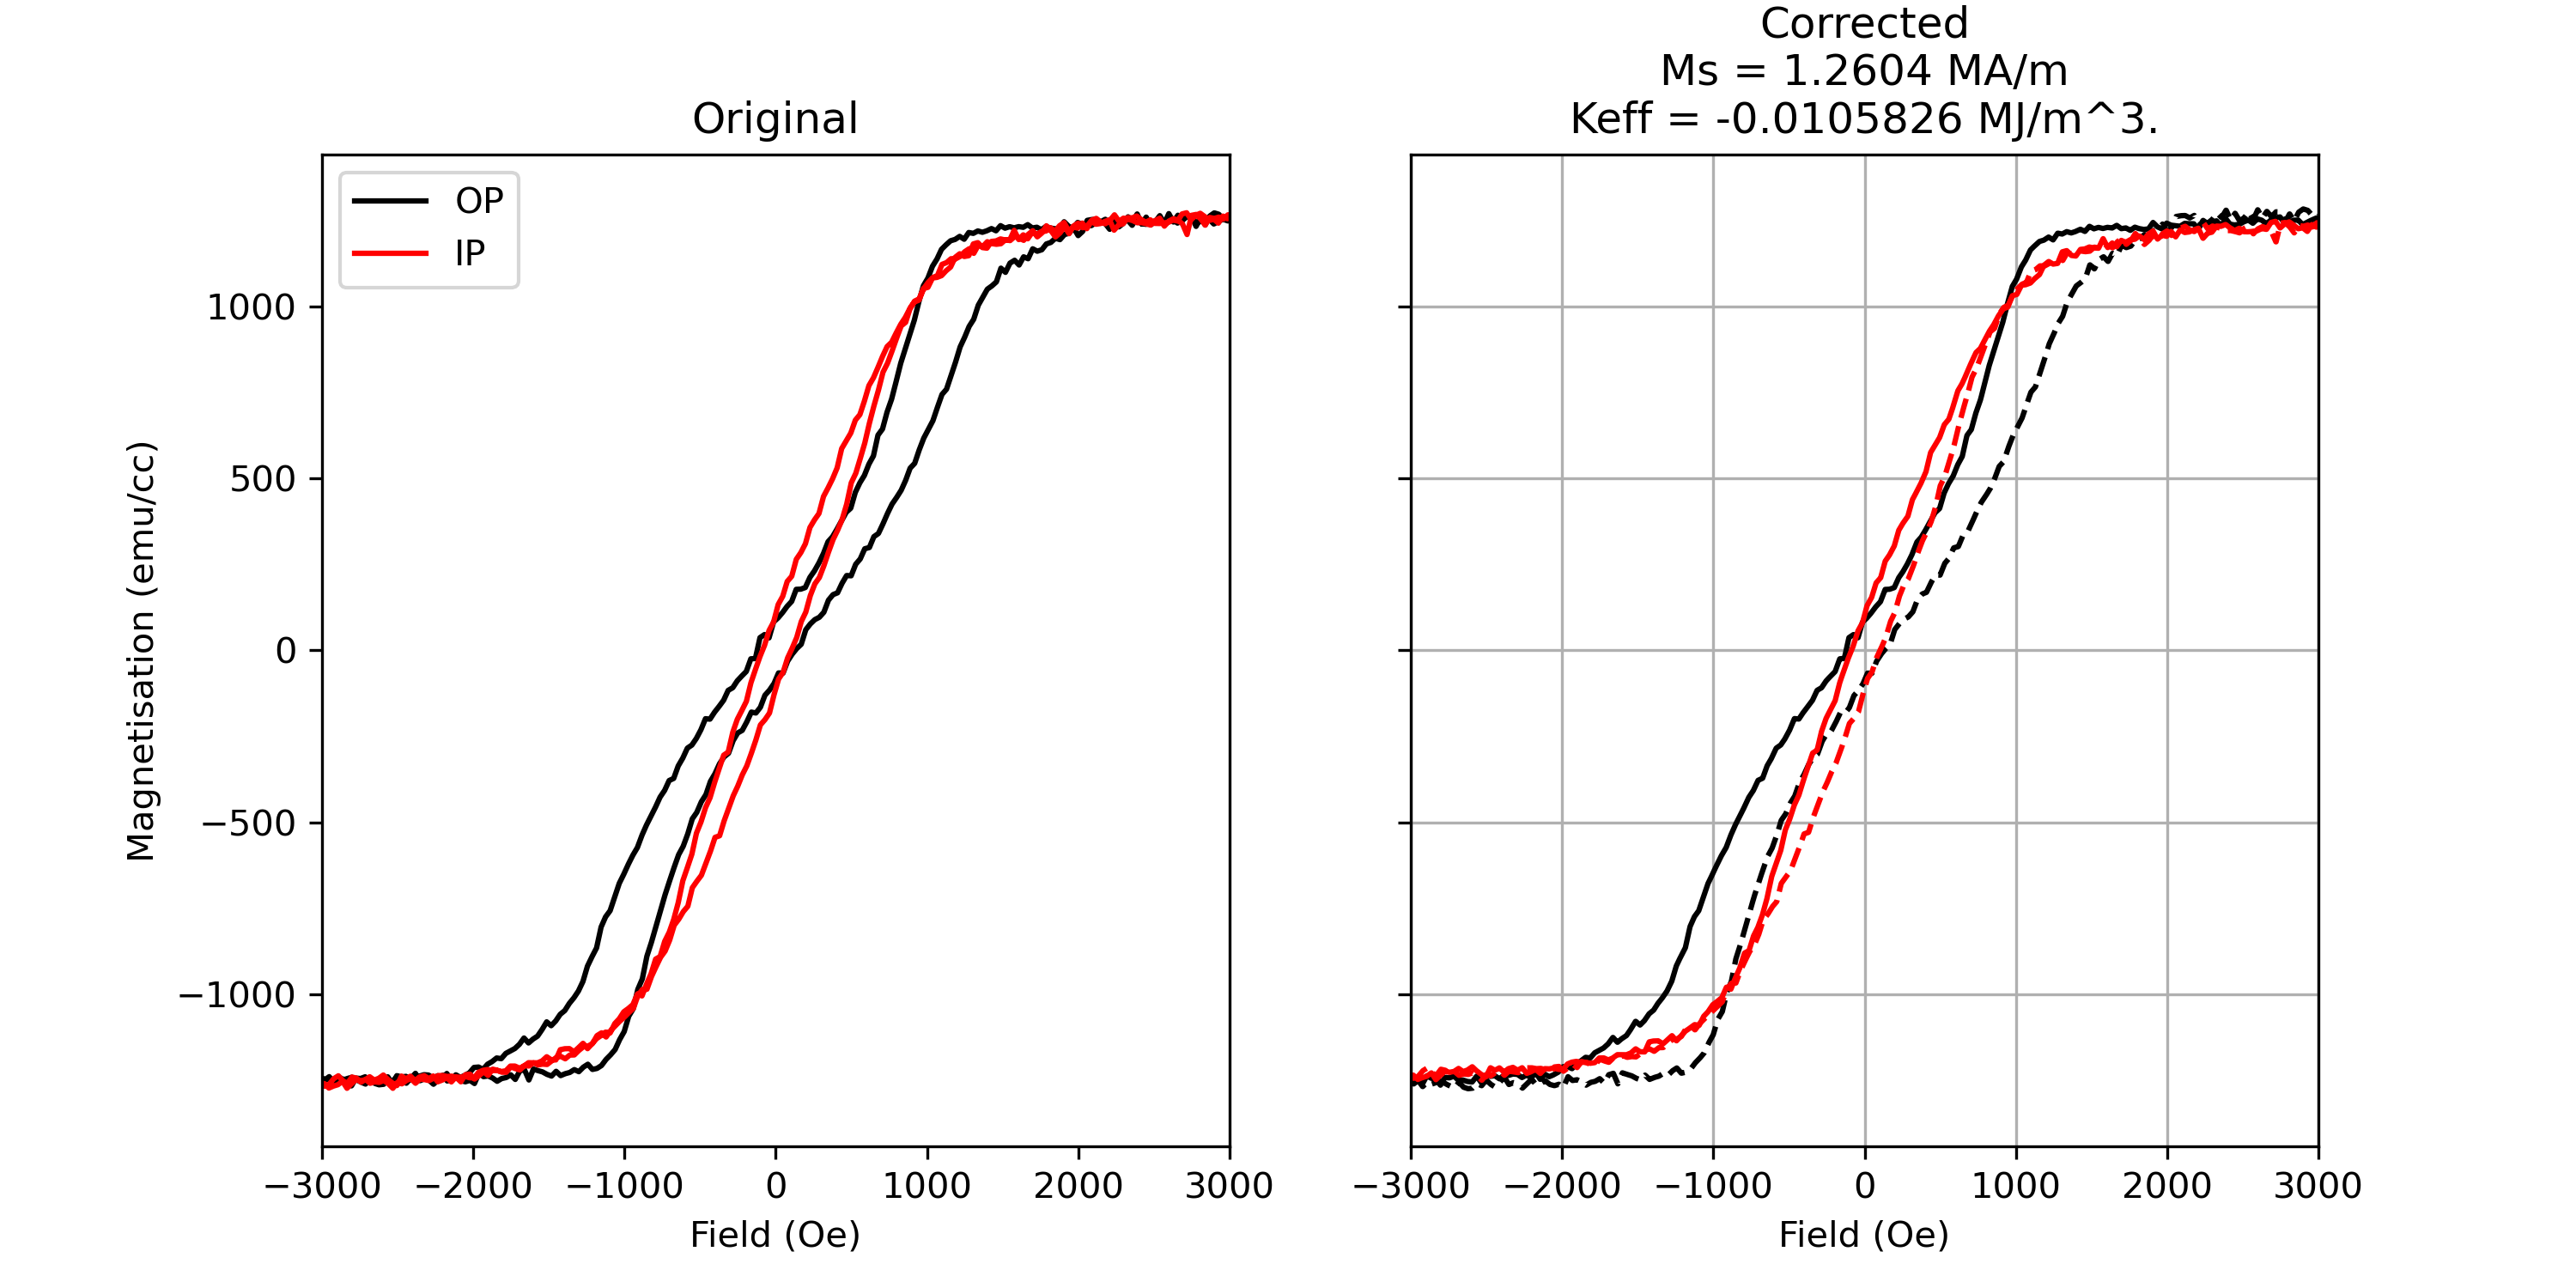 Original
OP
IP
Magnetisation (emu/cc)
1000
500
0
−500
−1000
−3000 −2000 −1000 0 1000 2000 3000
Field (Oe)
Corrected
Ms = 1.2604 MA/m
Keff = -0.0105826 MJ/m^3.
−3000 −2000 −1000 0 1000 2000 3000
Field (Oe)